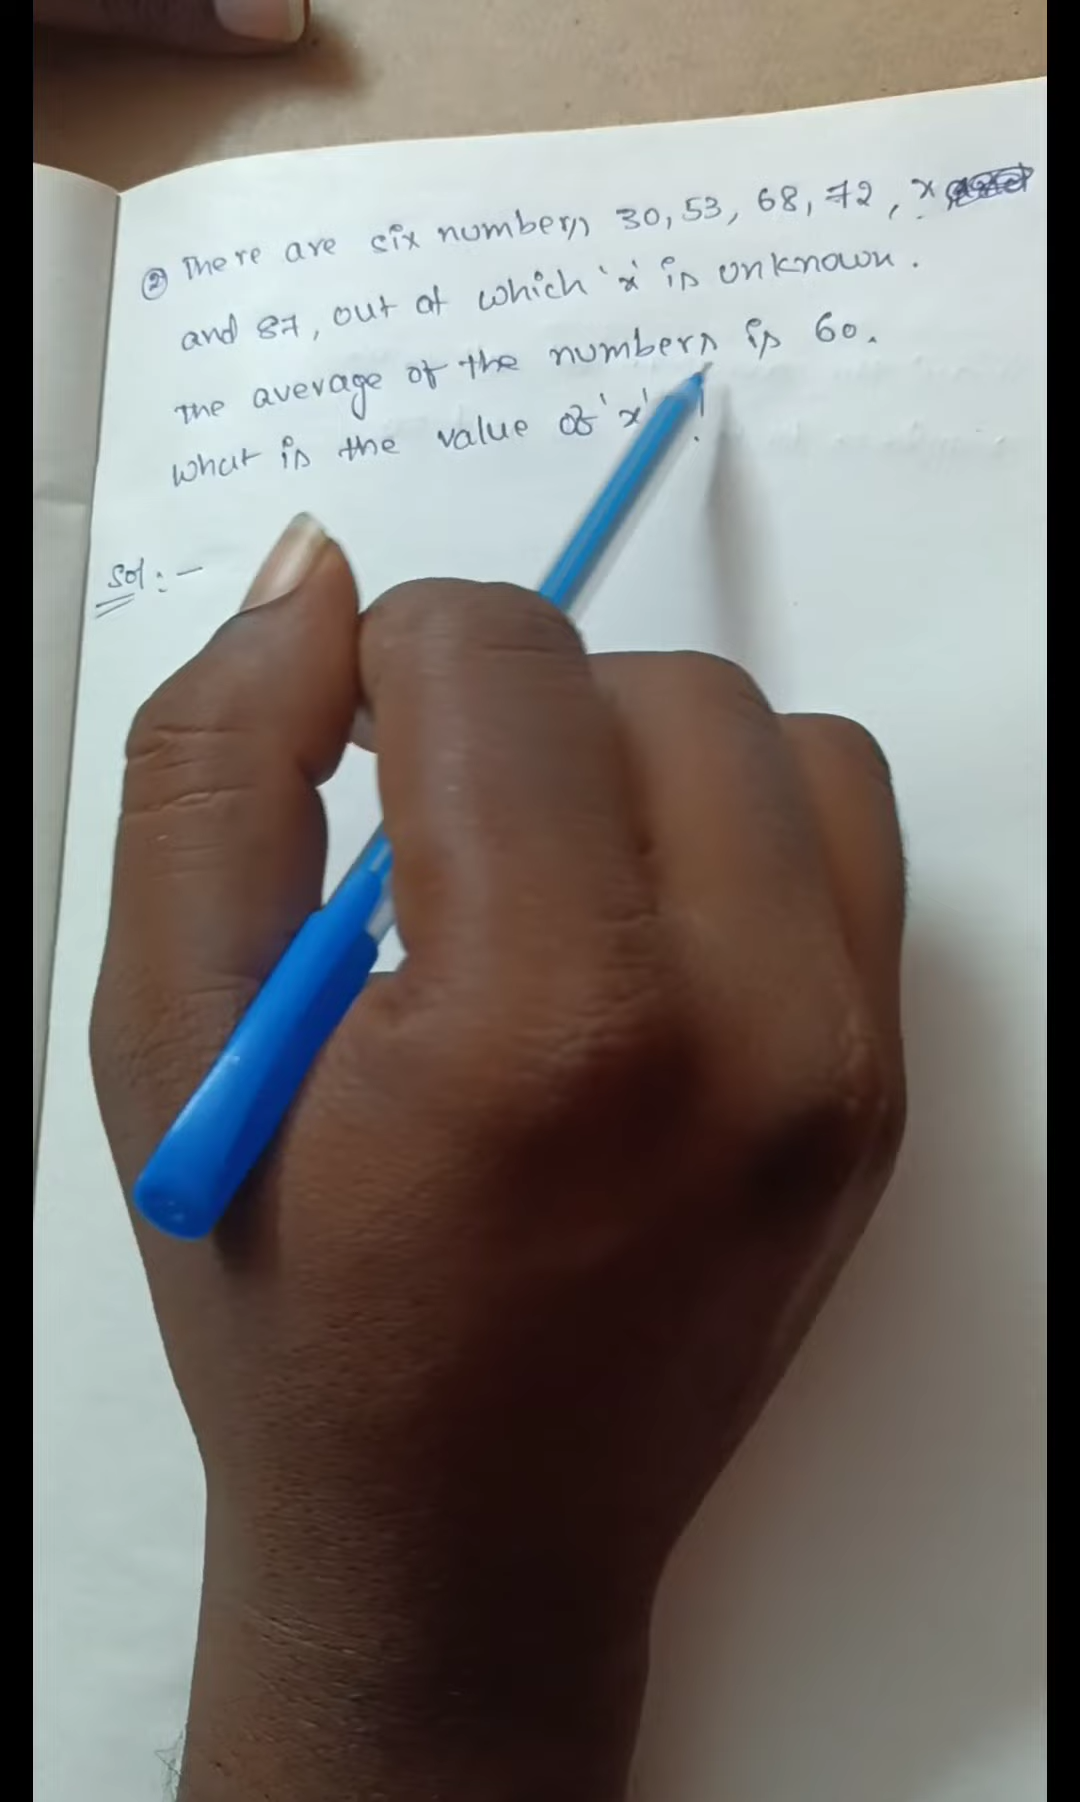 ② There are six numbers 30, 53, 68, 72, x
and 87, out of which 'x' is unknown.
The average of the numbers is 60.
What is the value of 'x' ?
Sol : -